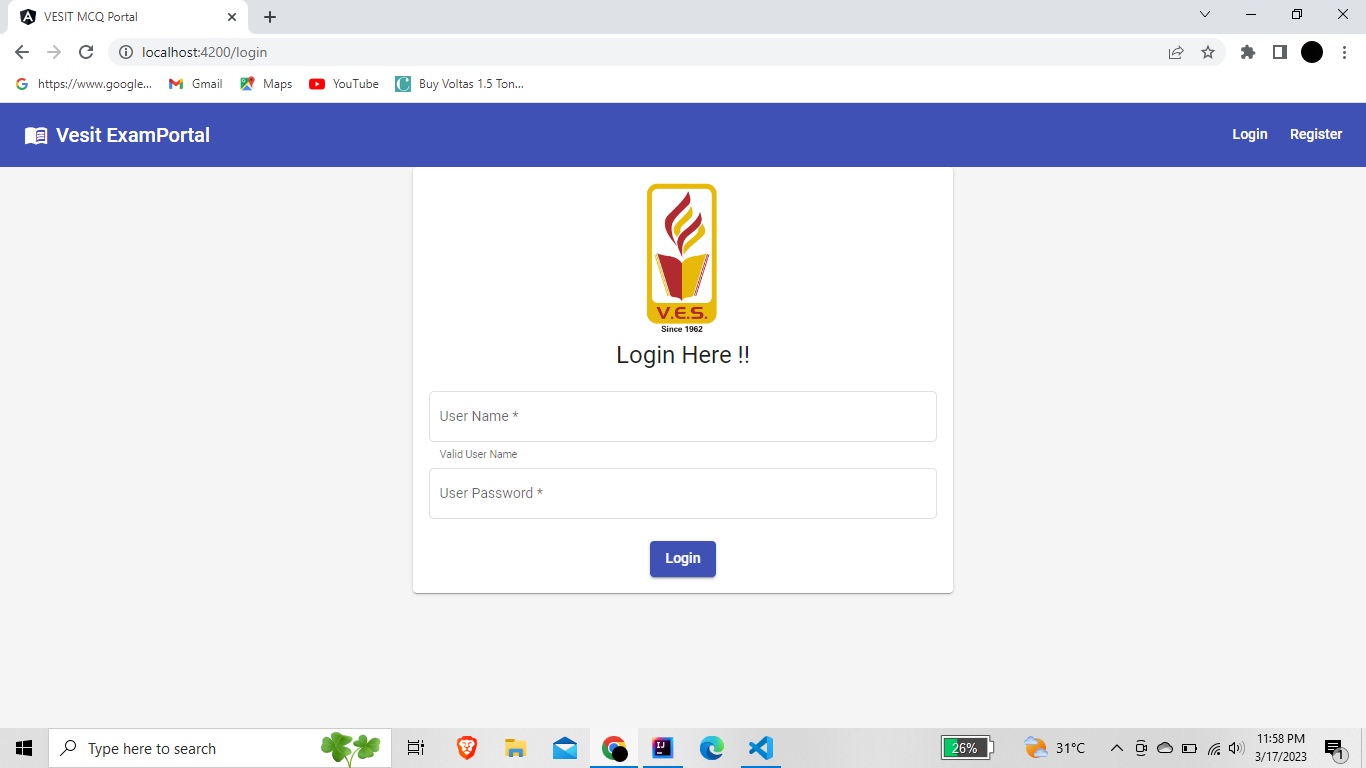 VESIT MCQ Portal
localhost:4200/login
https://www.google...
Gmail
Maps
YouTube
Buy Voltas 1.5 Ton...
Vesit ExamPortal
Login
Register
V.E.S.
Since 1962
Login Here !!
User Name *
Valid User Name
User Password *
Login
Type here to search
IJ
26%
31°C
11:58 PM
3/17/2023
1